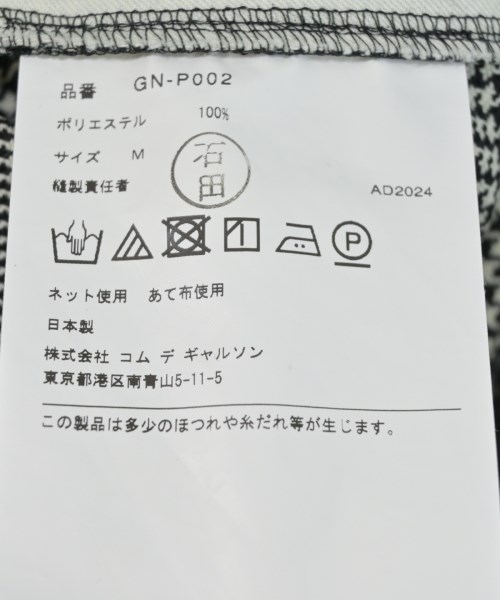 品番 GN-P002
ポリエステル 100%
サイズ M
石田
縫製責任者
AD2024
P
ネット使用 あて布使用
日本製
株式会社 コム デ ギャルソン
東京都港区南青山5-11-5
この製品は多少のほつれや糸だれ等が生じます。